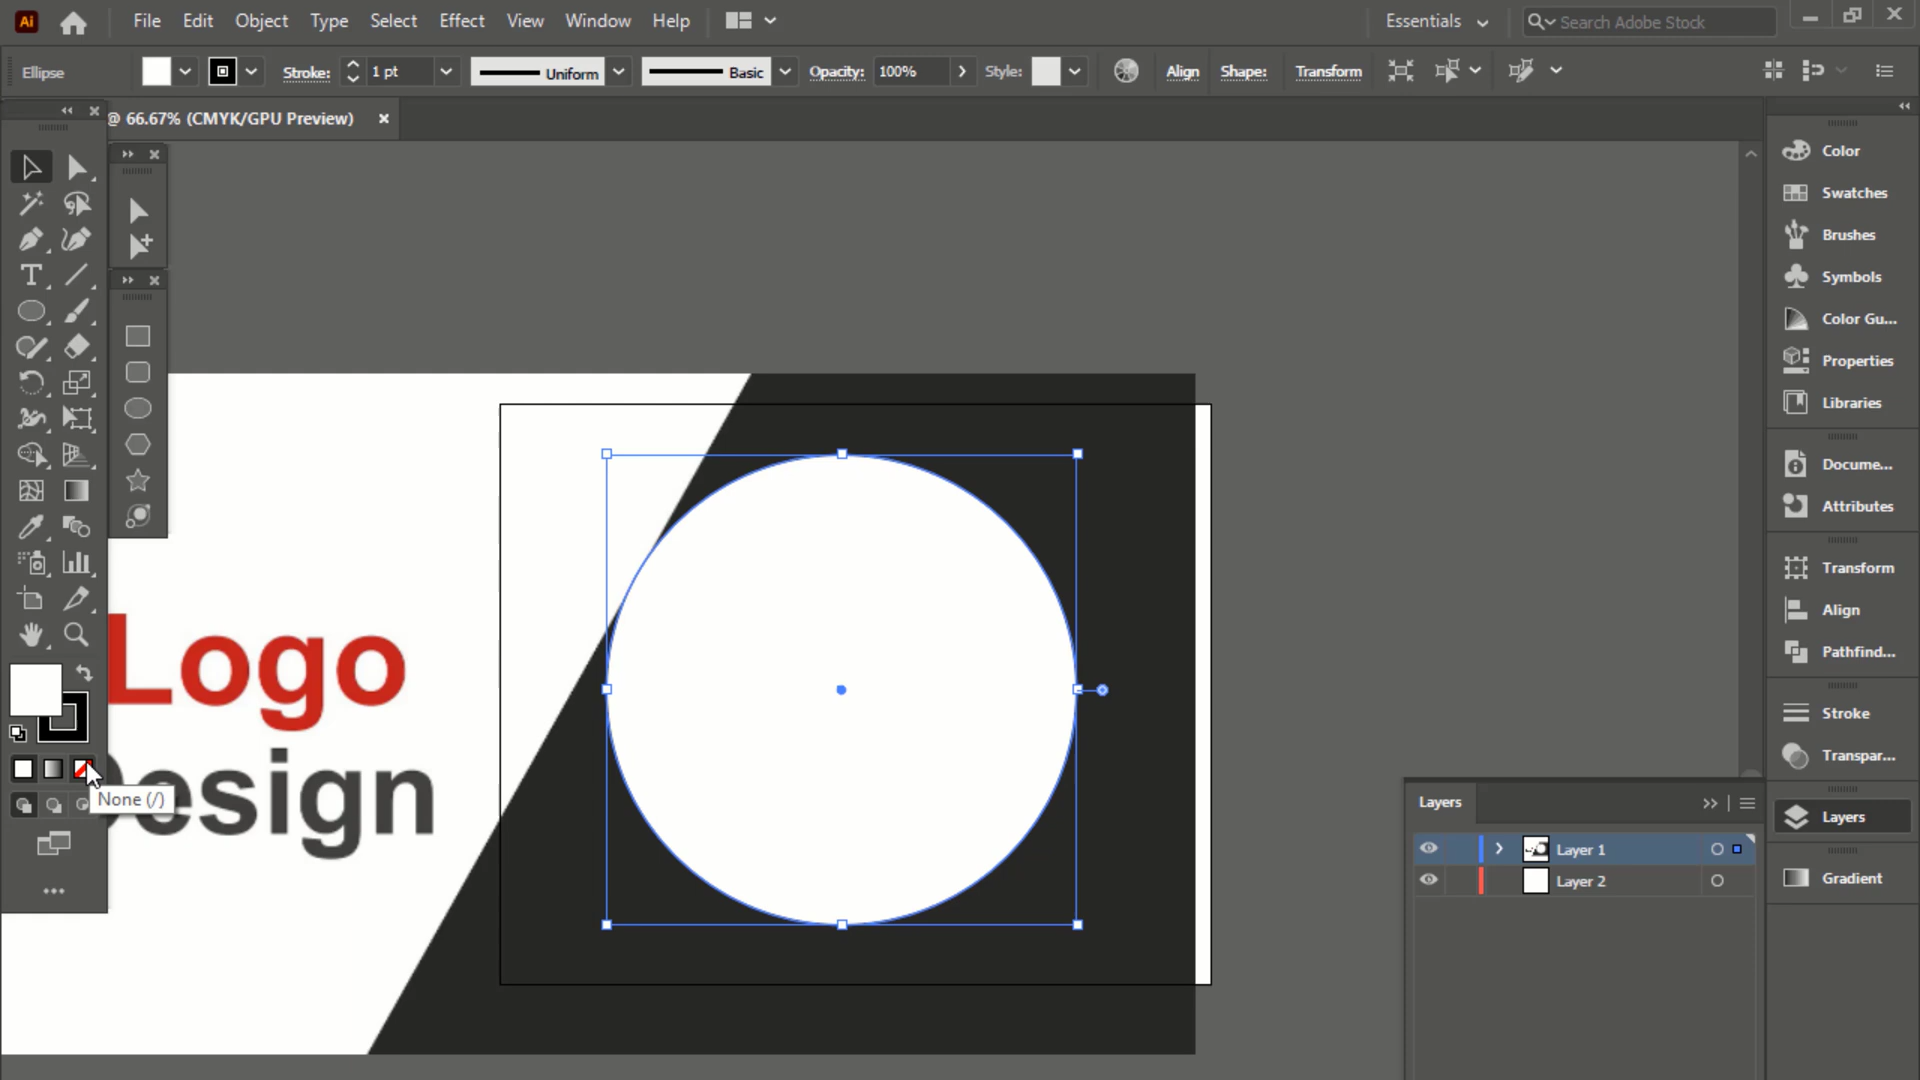 Ai File Edit Object Type Select Effect View Window Help Essentials Search Adobe Stock
Ellipse Stroke: 1 pt Uniform Basic Opacity: 100% Style: Align Shape: Transform
@ 66.67% (CMYK/GPU Preview)
Color
Swatches
Brushes
Symbols
Color Gu...
Properties
Libraries
Docume...
Attributes
Transform
Align
Pathfind...
Stroke
Transpar...
Layers
Gradient
T
Logo
Design
None (/)
Layers
Layer 1
Layer 2